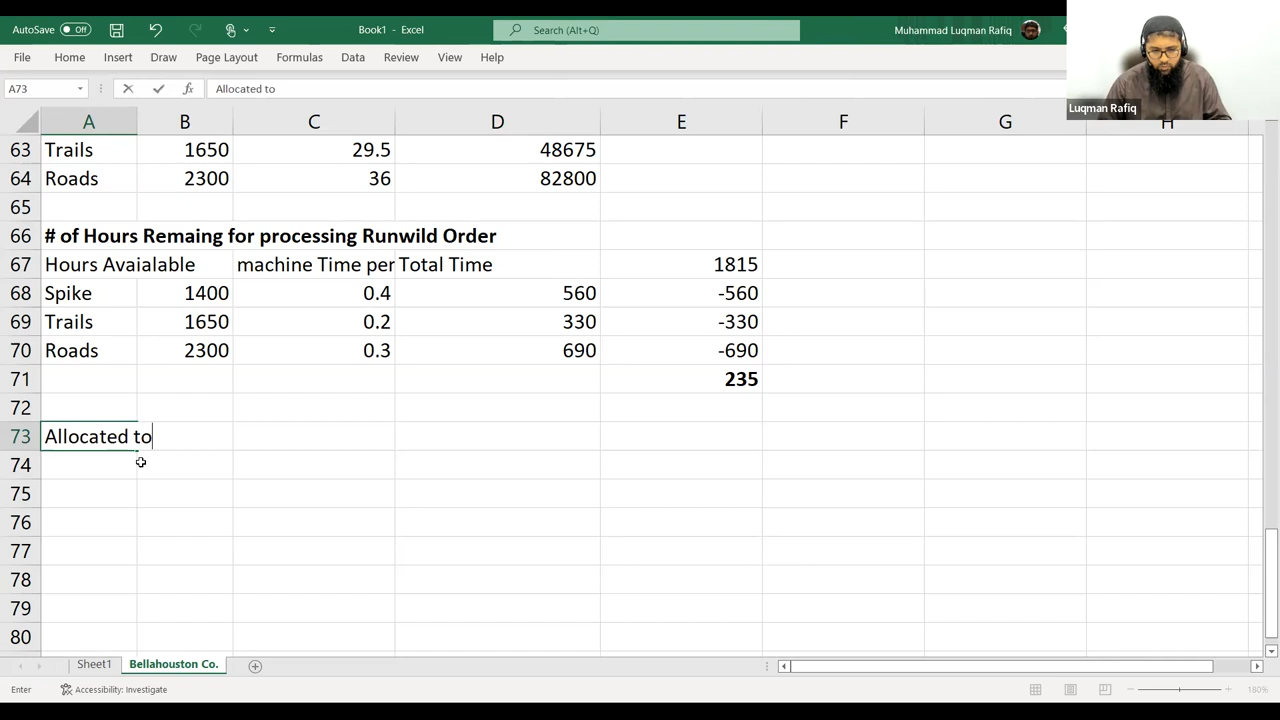 AutoSave Off Book1 - Excel Search (Alt+Q) Muhammad Luqman Rafiq
File Home Insert Draw Page Layout Formulas Data Review View Help
Luqman Rafiq
A73 fx Allocated to
A B C D E F G H
63 Trails 1650 29.5 48675
64 Roads 2300 36 82800
65
66 # of Hours Remaing for processing Runwild Order
67 Hours Avaialable machine Time per Total Time 1815
68 Spike 1400 0.4 560 -560
69 Trails 1650 0.2 330 -330
70 Roads 2300 0.3 690 -690
71 235
72
73 Allocated to
74
75
76
77
78
79
80
Sheet1 Bellahouston Co.
Enter Accessibility: Investigate 180%